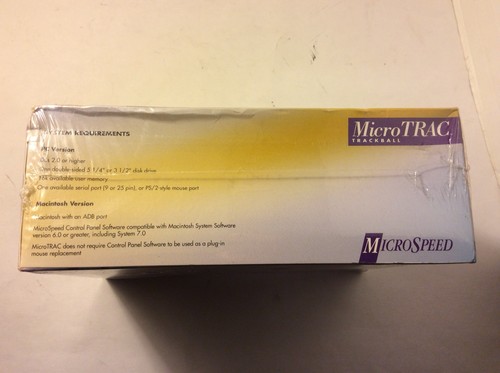 SYSTEM REQUIREMENTS
PC Version
2.0 or higher
One double-sided 5 1/4" or 3 1/2" disk drive
available user memory
One available serial port (9 or 25 pin), or PS/2-style mouse port
Macintosh Version
Macintosh with an ADB port
MicroSpeed Control Panel Software compatible with Macintosh System Software
version 6.0 or greater, including System 7.0
MicroTRAC does not require Control Panel Software to be used as a plug-in
mouse replacement
MicroTRAC
TRACKBALL
MICROSPEED